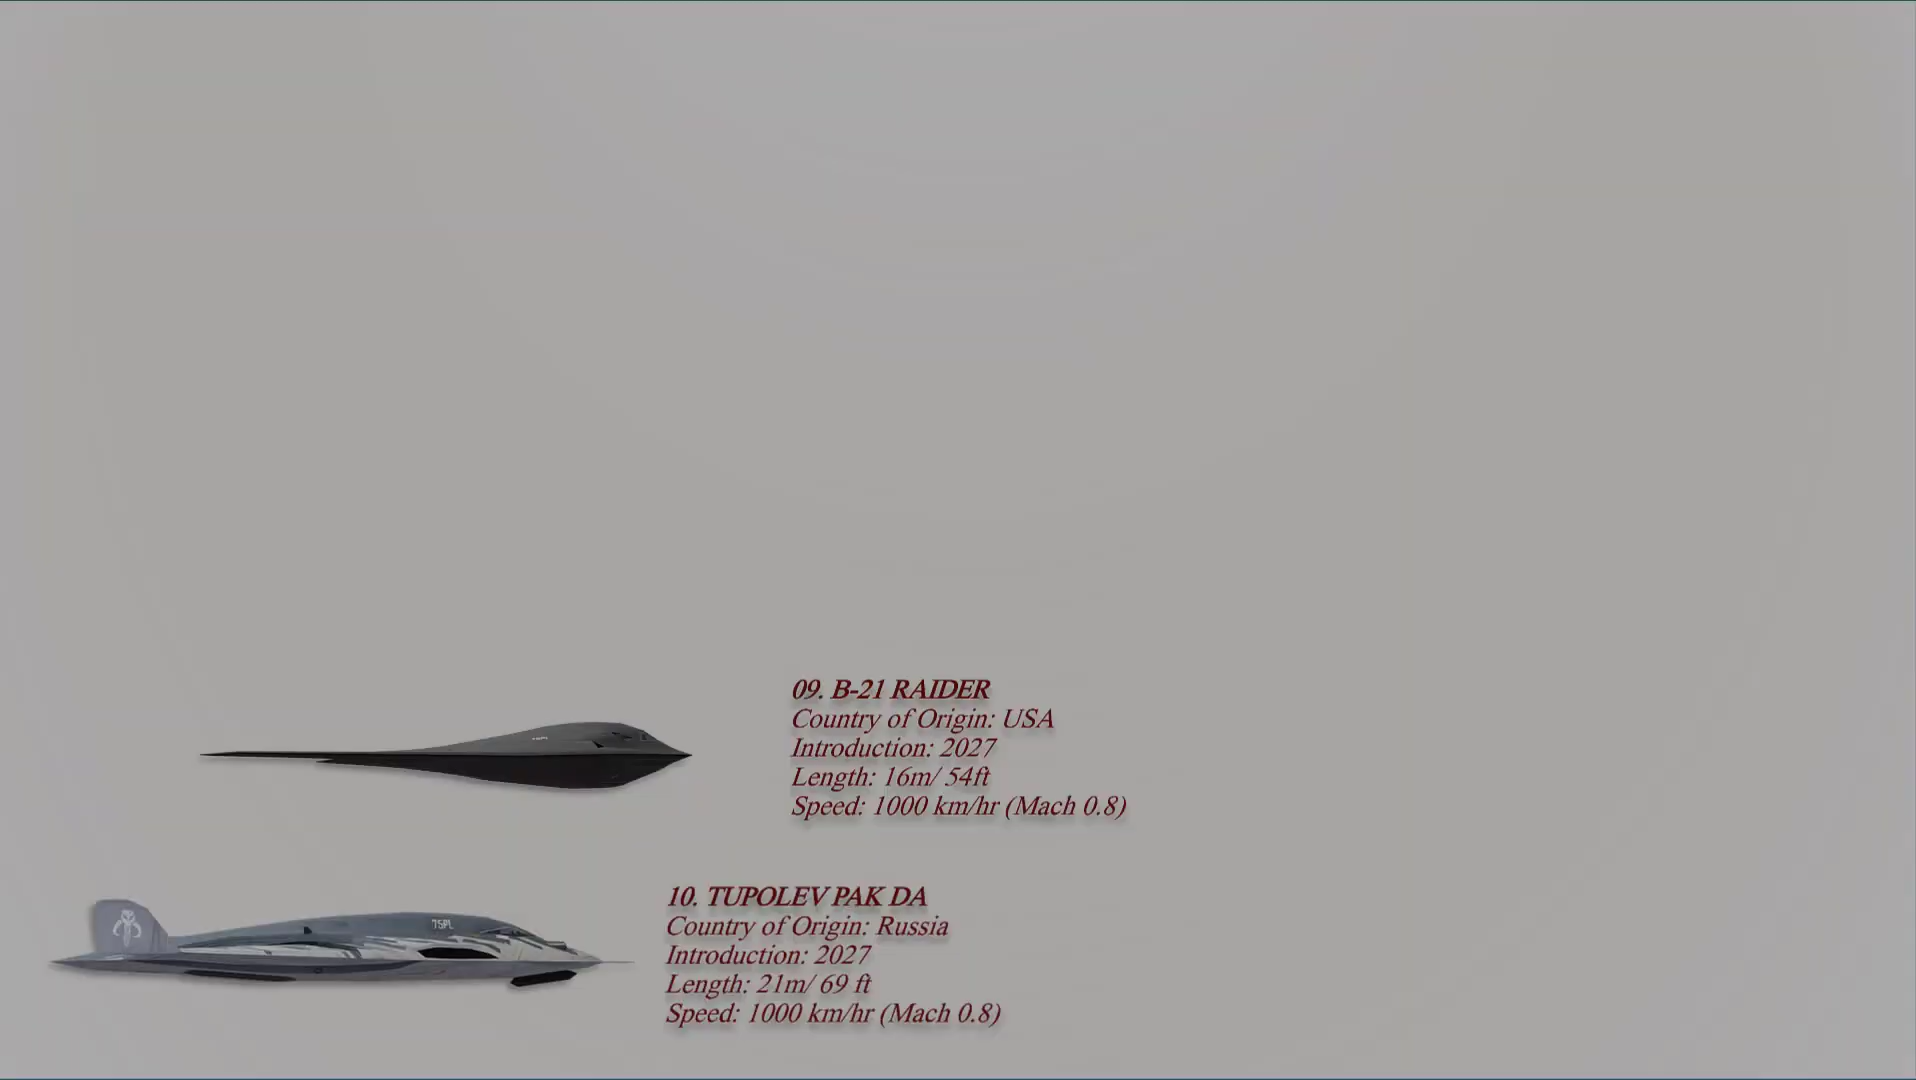 09. B-21 RAIDER
Country of Origin: USA
Introduction: 2027
Length: 16m/ 54ft
Speed: 1000 km/hr (Mach 0.8)
75PL
10. TUPOLEV PAK DA
Country of Origin: Russia
Introduction: 2027
Length: 21m/ 69 ft
Speed: 1000 km/hr (Mach 0.8)